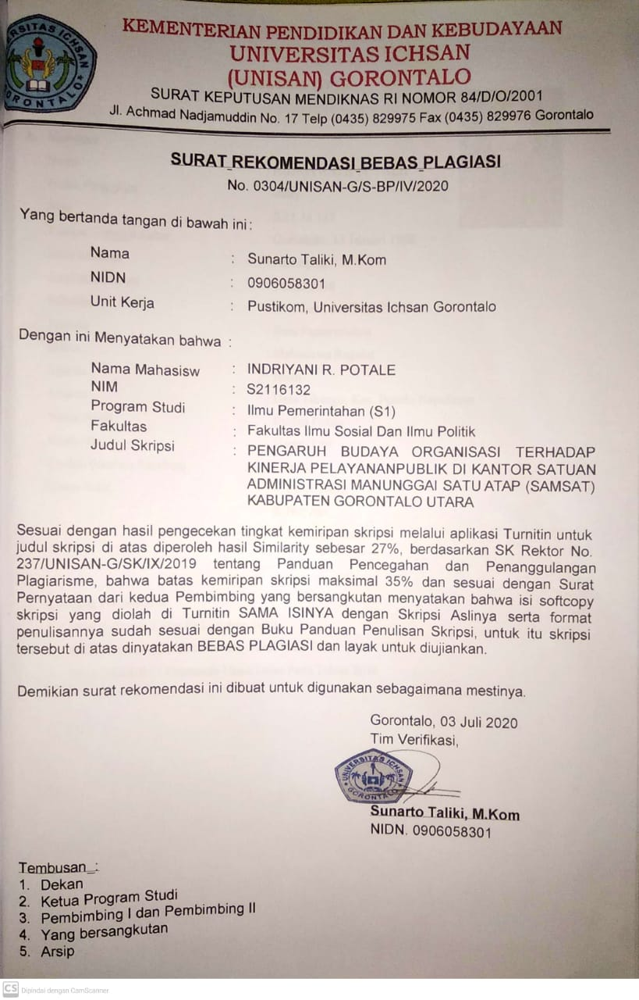 KEMENTERIAN PENDIDIKAN DAN KEBUDAYAAN
UNIVERSITAS ICHSAN
(UNISAN) GORONTALO
SURAT KEPUTUSAN MENDIKNAS RI NOMOR 84/D/O/2001
Jl. Achmad Nadjamuddin No. 17 Telp (0435) 829975 Fax (0435) 829976 Gorontalo
SURAT REKOMENDASI BEBAS PLAGIASI
No. 0304/UNISAN-G/S-BP/IV/2020
Yang bertanda tangan di bawah ini :
Nama : Sunarto Taliki, M.Kom
NIDN : 0906058301
Unit Kerja : Pustikom, Universitas Ichsan Gorontalo
Dengan ini Menyatakan bahwa :
Nama Mahasisw : INDRIYANI R. POTALE
NIM : S2116132
Program Studi : Ilmu Pemerintahan (S1)
Fakultas : Fakultas Ilmu Sosial Dan Ilmu Politik
Judul Skripsi : PENGARUH BUDAYA ORGANISASI TERHADAP
KINERJA PELAYANANPUBLIK DI KANTOR SATUAN
ADMINISTRASI MANUNGGAI SATU ATAP (SAMSAT)
KABUPATEN GORONTALO UTARA
Sesuai dengan hasil pengecekan tingkat kemiripan skripsi melalui aplikasi Turnitin untuk
judul skripsi di atas diperoleh hasil Similarity sebesar 27%, berdasarkan SK Rektor No.
237/UNISAN-G/SK/IX/2019 tentang Panduan Pencegahan dan Penanggulangan
Plagiarisme, bahwa batas kemiripan skripsi maksimal 35% dan sesuai dengan Surat
Pernyataan dari kedua Pembimbing yang bersangkutan menyatakan bahwa isi softcopy
skripsi yang diolah di Turnitin SAMA ISINYA dengan Skripsi Aslinya serta format
penulisannya sudah sesuai dengan Buku Panduan Penulisan Skripsi, untuk itu skripsi
tersebut di atas dinyatakan BEBAS PLAGIASI dan layak untuk diujiankan.
Demikian surat rekomendasi ini dibuat untuk digunakan sebagaimana mestinya.
Gorontalo, 03 Juli 2020
Tim Verifikasi,
UNIVERSITAS ICHSAN
GORONTALO
Sunarto Taliki, M.Kom
NIDN. 0906058301
Tembusan :
1. Dekan
2. Ketua Program Studi
3. Pembimbing I dan Pembimbing II
4. Yang bersangkutan
5. Arsip
CS Dipindai dengan CamScanner